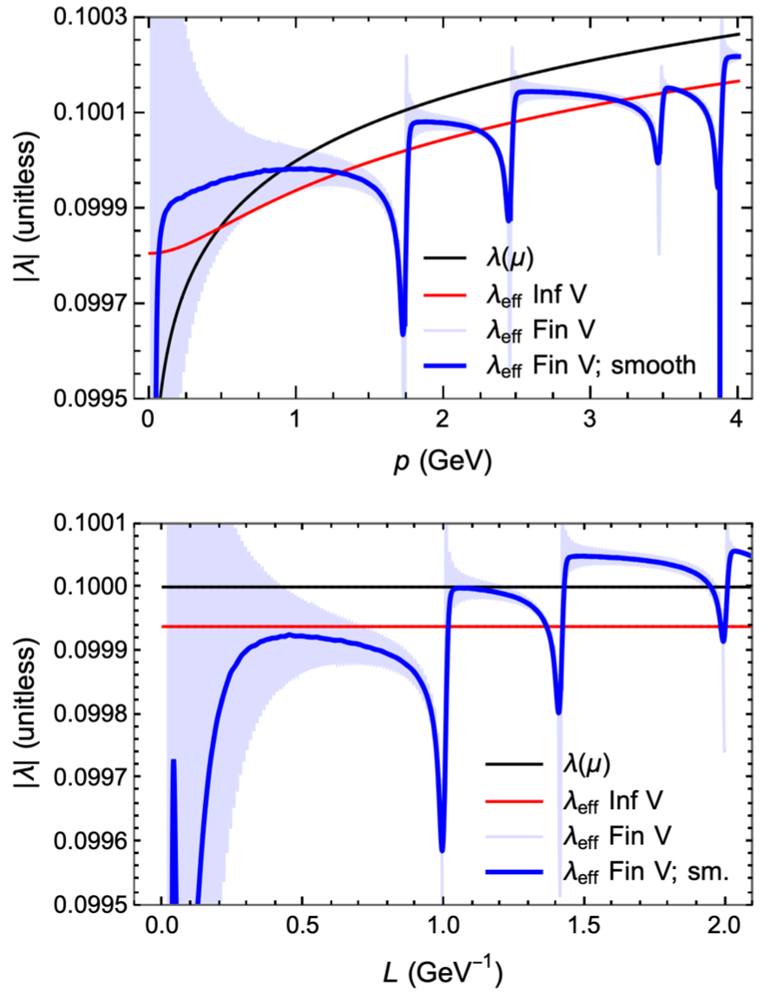 0.1003
0.1001
0.0999
0.0997
0.0995
|λ| (unitless)
λ(μ)
λeff Inf V
λeff Fin V
λeff Fin V; smooth
0 1 2 3 4
p (GeV)
0.1001
0.1000
0.0999
0.0998
0.0997
0.0996
0.0995
|λ| (unitless)
λ(μ)
λeff Inf V
λeff Fin V
λeff Fin V; sm.
0.0 0.5 1.0 1.5 2.0
L (GeV⁻¹)